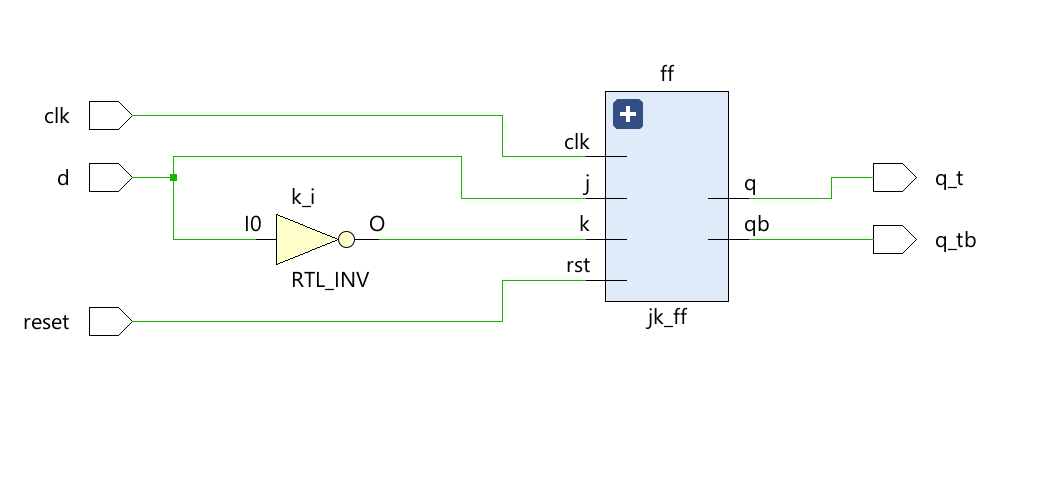 ff
clk
clk
d
j
q
q_t
k_i
I0
O
k
qb
q_tb
rst
RTL_INV
reset
jk_ff